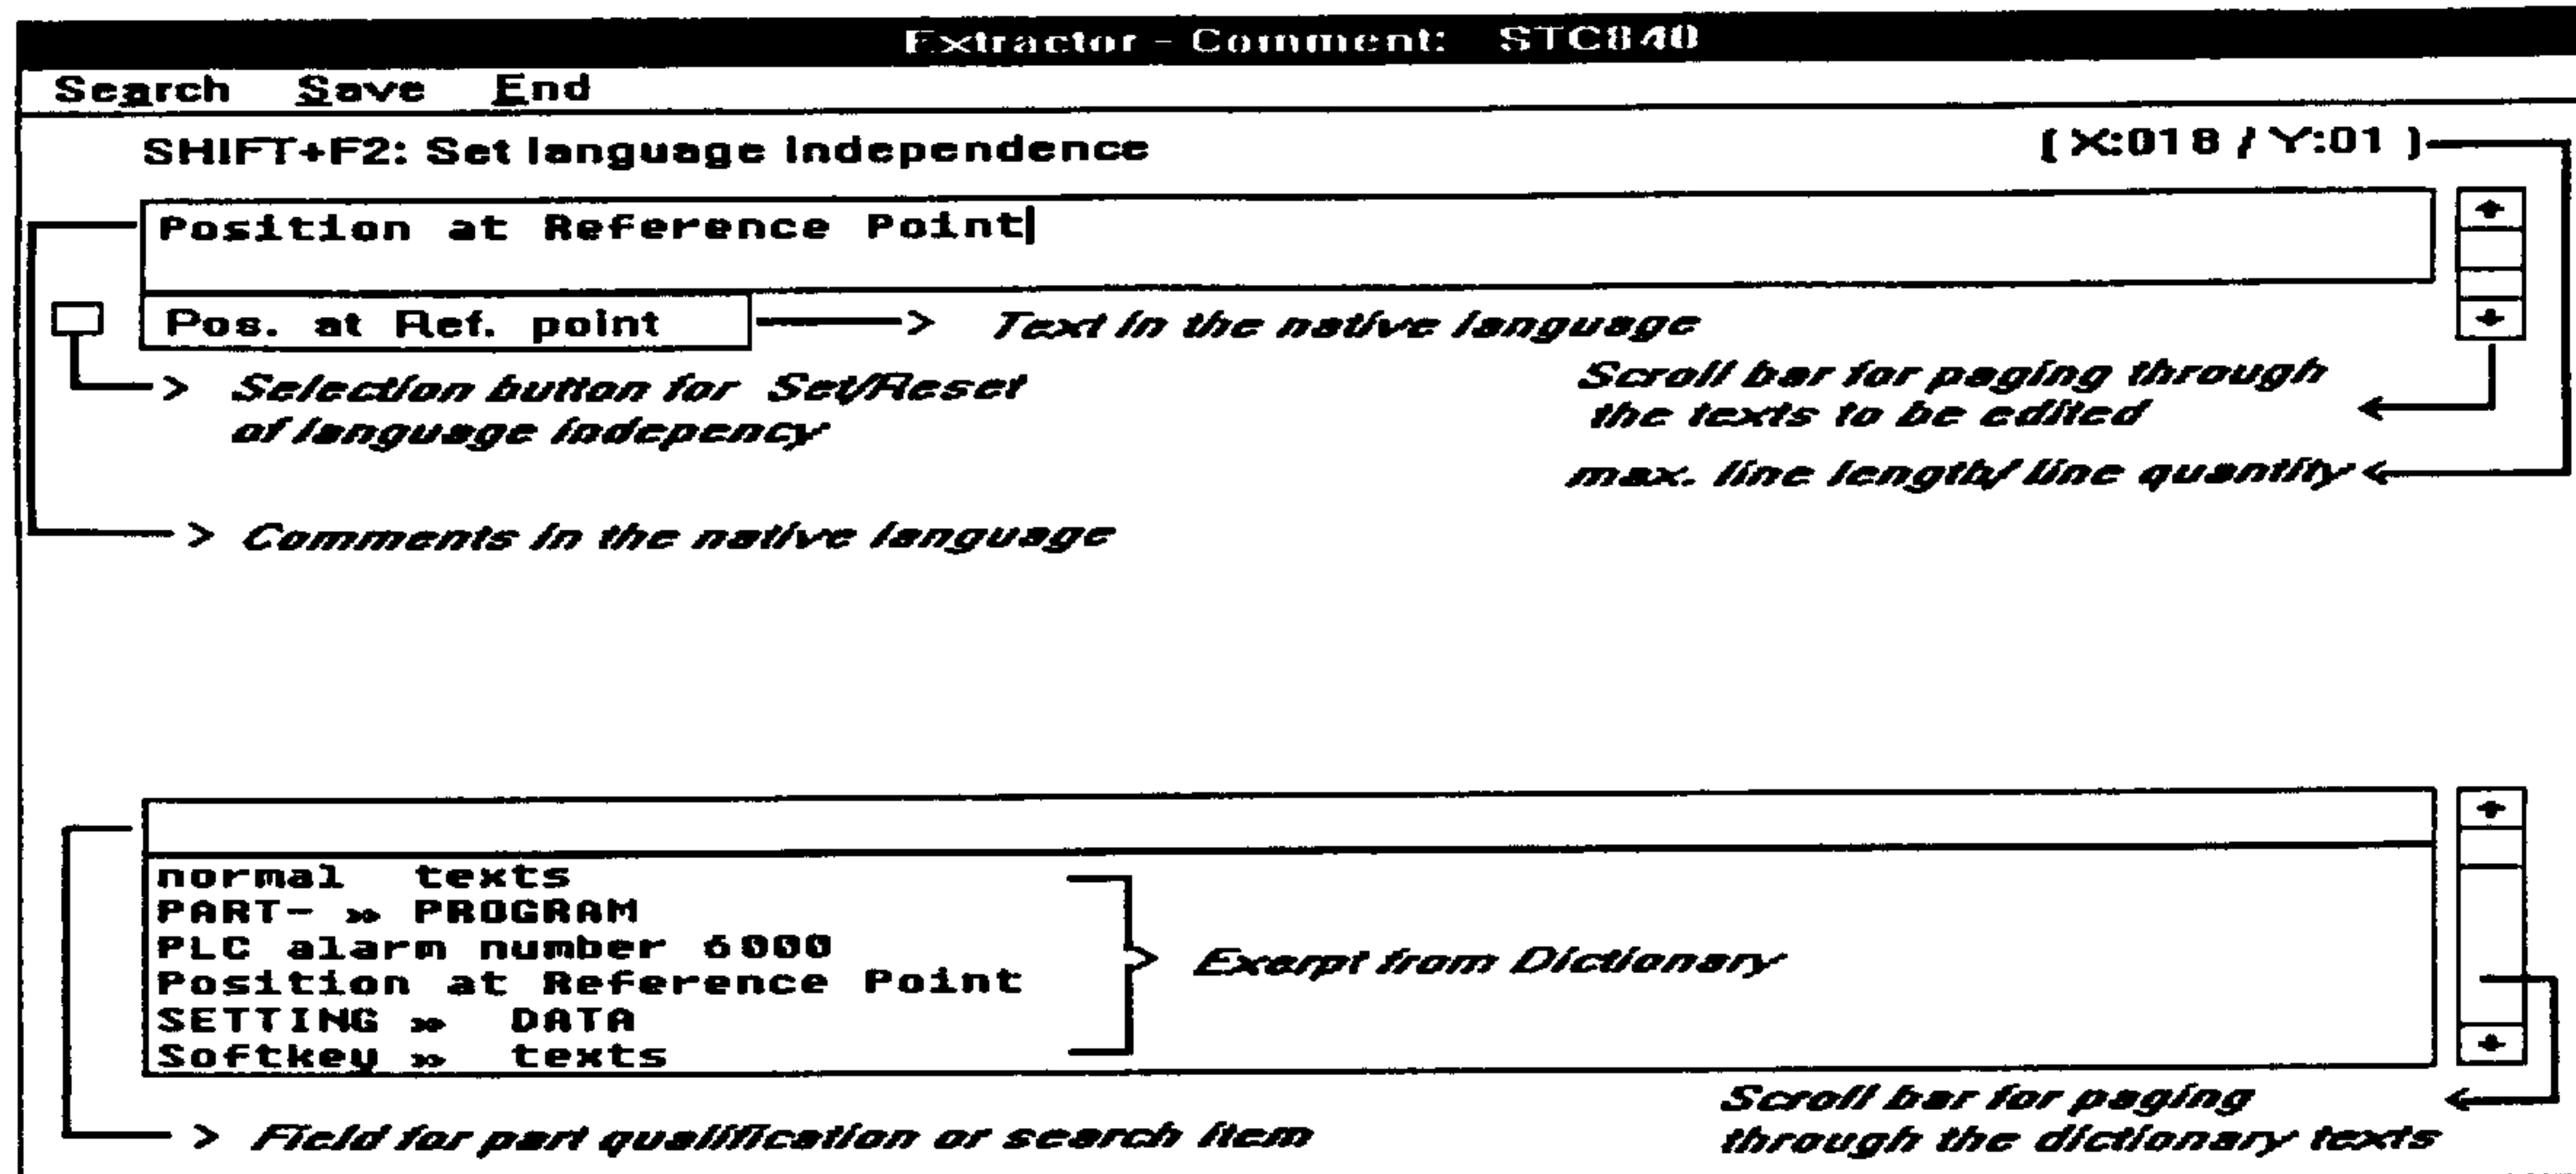 Extractor - Comment: STC840
Search Save End
SHIFT+F2: Set language independence
( X:018 / Y:01 )
Position at Reference Point
Pos. at Ref. point
Text in the native language
Selection button for Set/Reset
of language indepency
Scroll bar for paging through
the texts to be edited
max. line length/ line quantity
Comments in the native language
normal texts
PART- » PROGRAM
PLC alarm number 6000
Position at Reference Point
SETTING » DATA
Softkey » texts
Exerpt from Dictionary
Scroll bar for paging
through the dictionary texts
Field for part qualification or search item